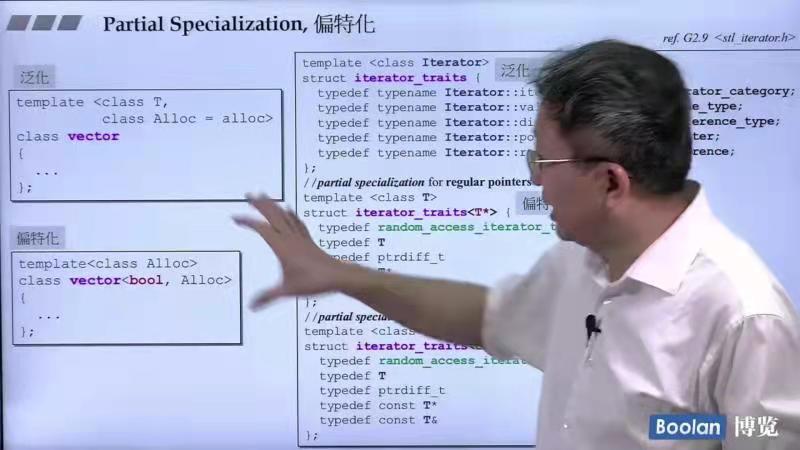 Partial Specialization, 偏特化
ref. G2.9 <stl_iterator.h>
泛化
template <class T,
class Alloc = alloc>
class vector
{
...
};
偏特化
template<class Alloc>
class vector<bool, Alloc>
{
...
};
template <class Iterator>
struct iterator_traits {
泛化
typedef typename Iterator::ite rator_category;
typedef typename Iterator::val e_type;
typedef typename Iterator::di erence_type;
typedef typename Iterator::po ter;
typedef typename Iterator::r rence;
};
//partial specialization for regular pointers
template <class T>
偏特
struct iterator_traits<T*> {
typedef random_access_iterator_t
typedef T
typedef ptrdiff_t
T*
};
//partial specia
template <class
struct iterator_traits<
typedef random_access_itera
typedef T
typedef ptrdiff_t
typedef const T*
typedef const T&
};
Boolan 博览